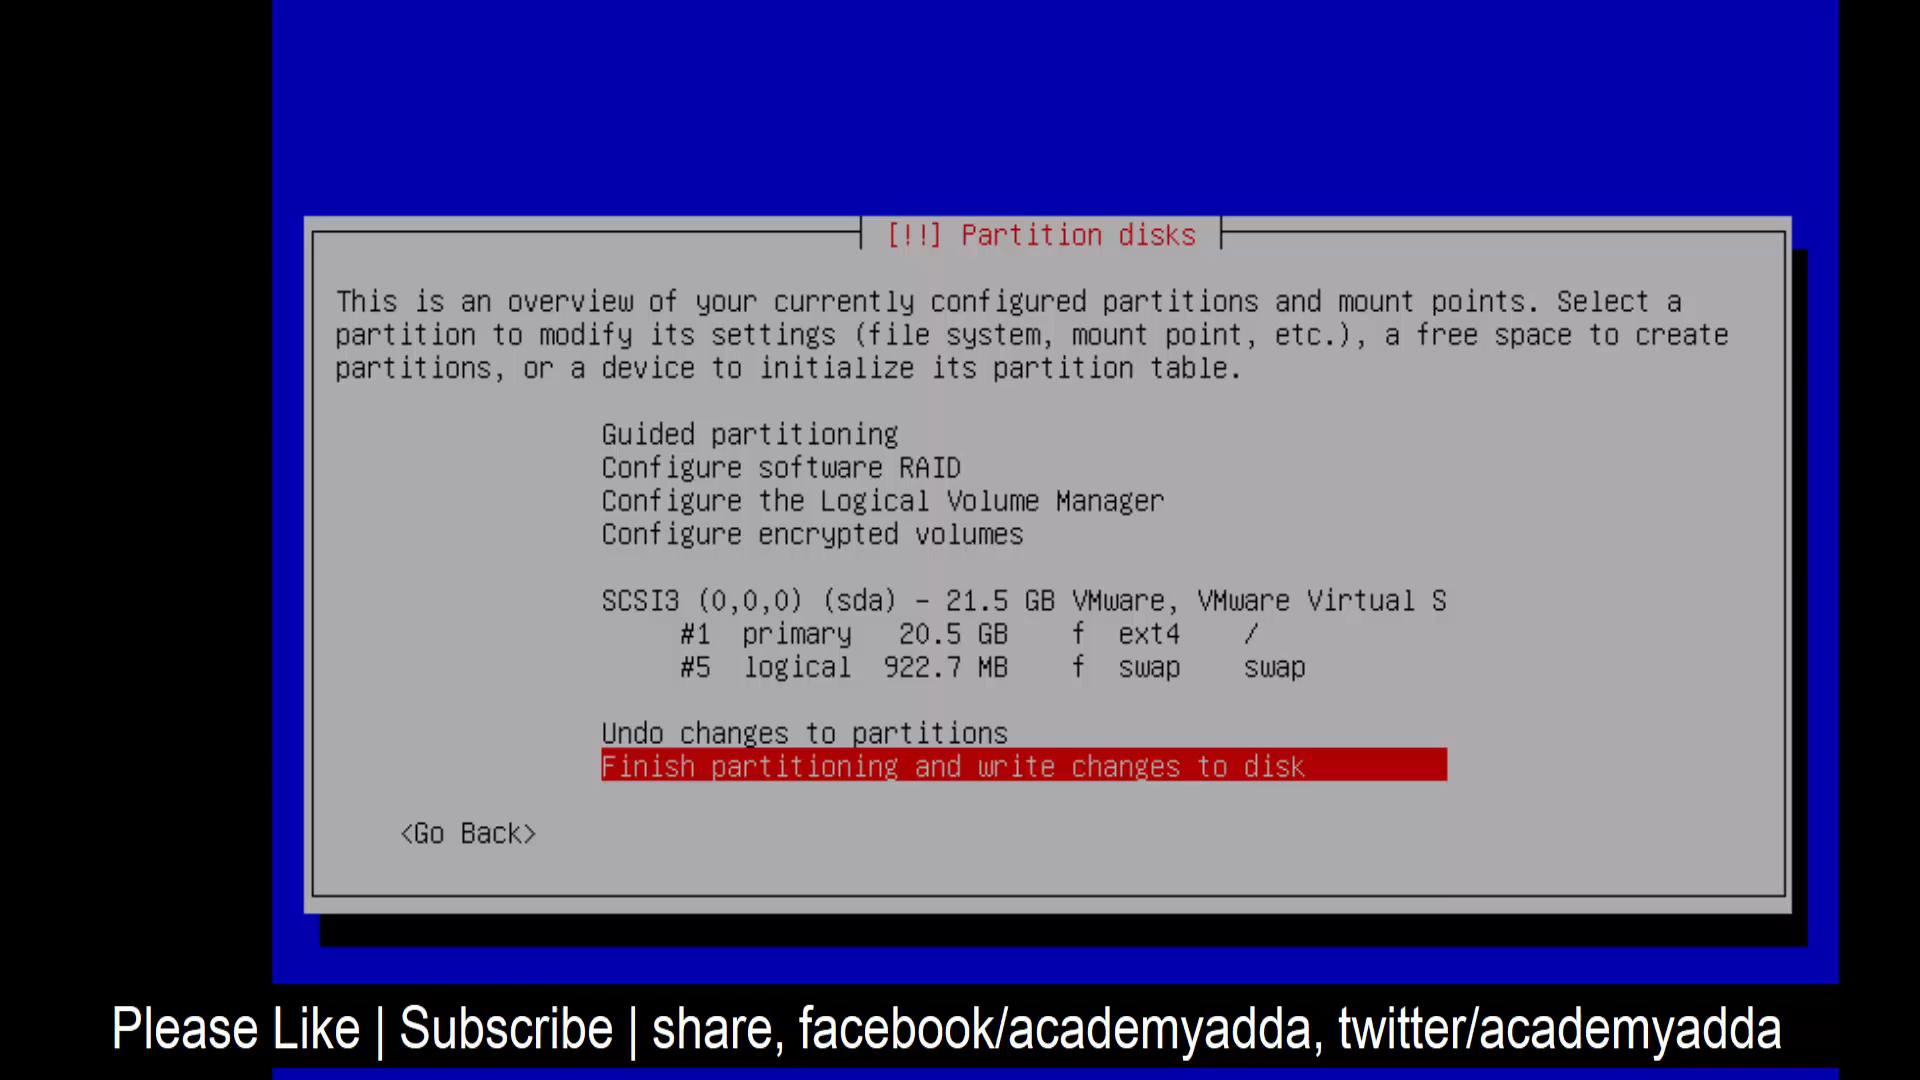 [!!] Partition disks
This is an overview of your currently configured partitions and mount points. Select a
partition to modify its settings (file system, mount point, etc.), a free space to create
partitions, or a device to initialize its partition table.
Guided partitioning
Configure software RAID
Configure the Logical Volume Manager
Configure encrypted volumes
SCSI3 (0,0,0) (sda) - 21.5 GB VMware, VMware Virtual S
#1 primary 20.5 GB f ext4 /
#5 logical 922.7 MB f swap swap
Undo changes to partitions
Finish partitioning and write changes to disk
<Go Back>
Please Like | Subscribe | share, facebook/academyadda, twitter/academyadda